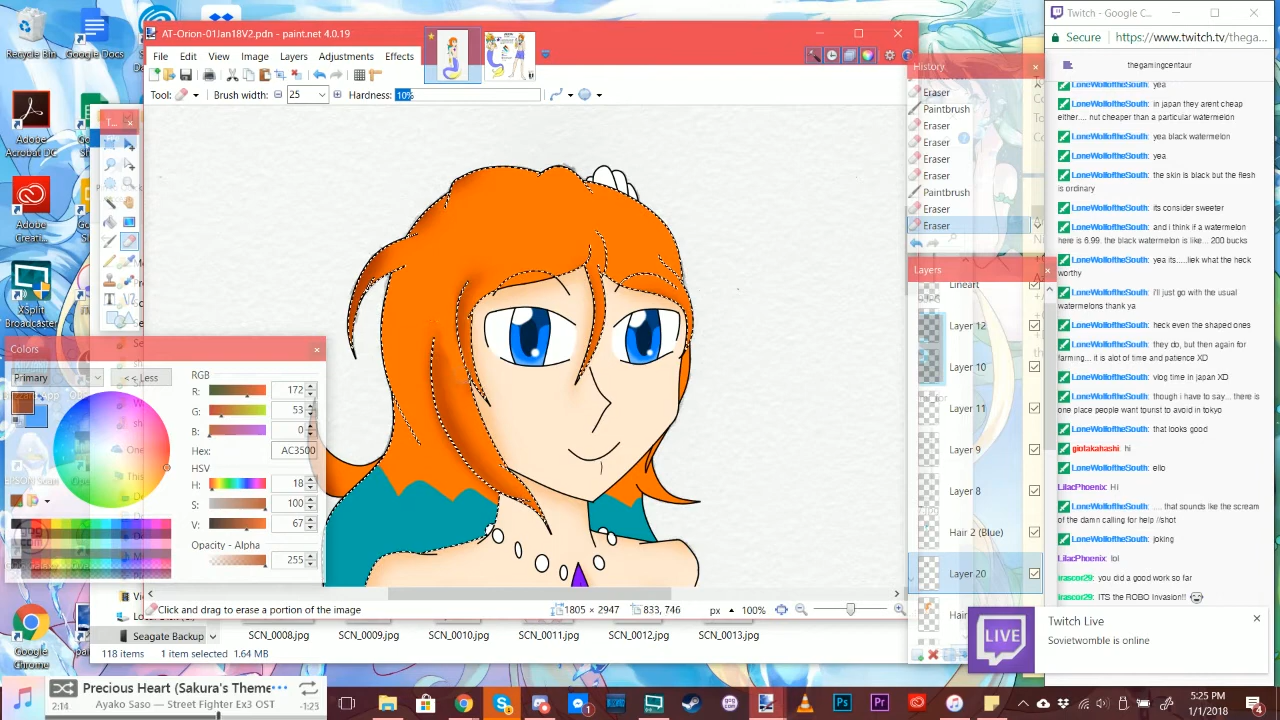 Recycle Bin
Google Docs
Dropbox
Adobe Acrobat DC
Adobe Creati...
XSplit Broadcaster
Google Chrome
AT-Orion-01Jan18V2.pdn - paint.net 4.0.19
File Edit View Image Layers Adjustments Effects
Tool: Brush width: 25 Hardness: 10%
T...
Colors
Primary << Less
RGB
R: 172
G: 53
B: 0
Hex: AC3500
HSV
H: 18
S: 100
V: 67
Opacity - Alpha
255
History
Eraser
Paintbrush
Eraser
Eraser
Eraser
Eraser
Paintbrush
Eraser
Eraser
Layers
Lineart
Layer 12
Layer 10
Layer 11
Layer 9
Layer 8
Hair 2 (Blue)
Layer 20
Hair
Click and drag to erase a portion of the image
1805 × 2947 833, 746 px 100%
Seagate Backup
SCN_0008.jpg SCN_0009.jpg SCN_0010.jpg SCN_0011.jpg SCN_0012.jpg SCN_0013.jpg
118 items 1 item selected 1.64 MB
Precious Heart (Sakura's Theme
Ayako Saso — Street Fighter Ex3 OST
2:14 -1:23
Twitch - Google C...
Secure https://www.twitch.tv/thega...
thegamingcentaur
LoneWolfoftheSouth: yea
LoneWolfoftheSouth: in japan they arent cheap
either.... nut cheaper than a particular watermelon
LoneWolfoftheSouth: yea black watermelon
LoneWolfoftheSouth: yea
LoneWolfoftheSouth: the skin is black but the flesh
is ordinary
LoneWolfoftheSouth: its consider sweeter
LoneWolfoftheSouth: and i think if a watermelon
here is 6.99. the black watermelon is like... 200 bucks
LoneWolfoftheSouth: yea its.....liek what the heck
worthy
LoneWolfoftheSouth: i'll just go with the usual
watermelons thank ya
LoneWolfoftheSouth: heck even the shaped ones
LoneWolfoftheSouth: they do, but then again for
farming... it is alot of time and patience XD
LoneWolfoftheSouth: vlog time in japan XD
LoneWolfoftheSouth: though i have to say... there is
one place people want tourist to avoid in tokyo
LoneWolfoftheSouth: that looks good
giotakahashi: hi
LoneWolfoftheSouth: ello
LilacPhoenix: Hi
LoneWolfoftheSouth: .... that sounds like the scream
of the damn calling for help //shot
LoneWolfoftheSouth: joking
LilacPhoenix: lol
irascor29: you did a good work so far
irascor29: ITS the ROBO Invasion!!
LIVE
Twitch Live
Sovietwomble is online
5:25 PM
1/1/2018
4